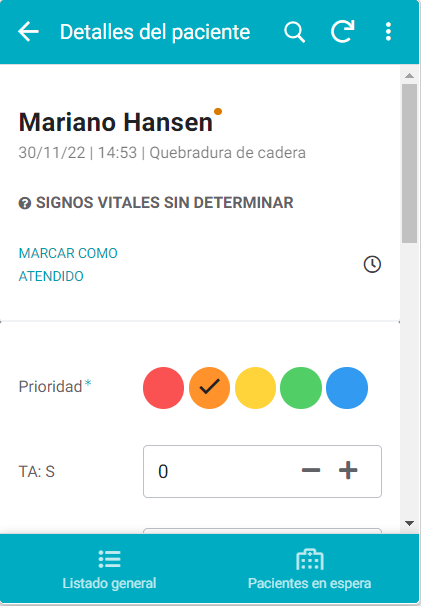 Detalles del paciente
Mariano Hansen
30/11/22 | 14:53 | Quebradura de cadera
SIGNOS VITALES SIN DETERMINAR
MARCAR COMO
ATENDIDO
Prioridad*
TA: S
0
Listado general
Pacientes en espera